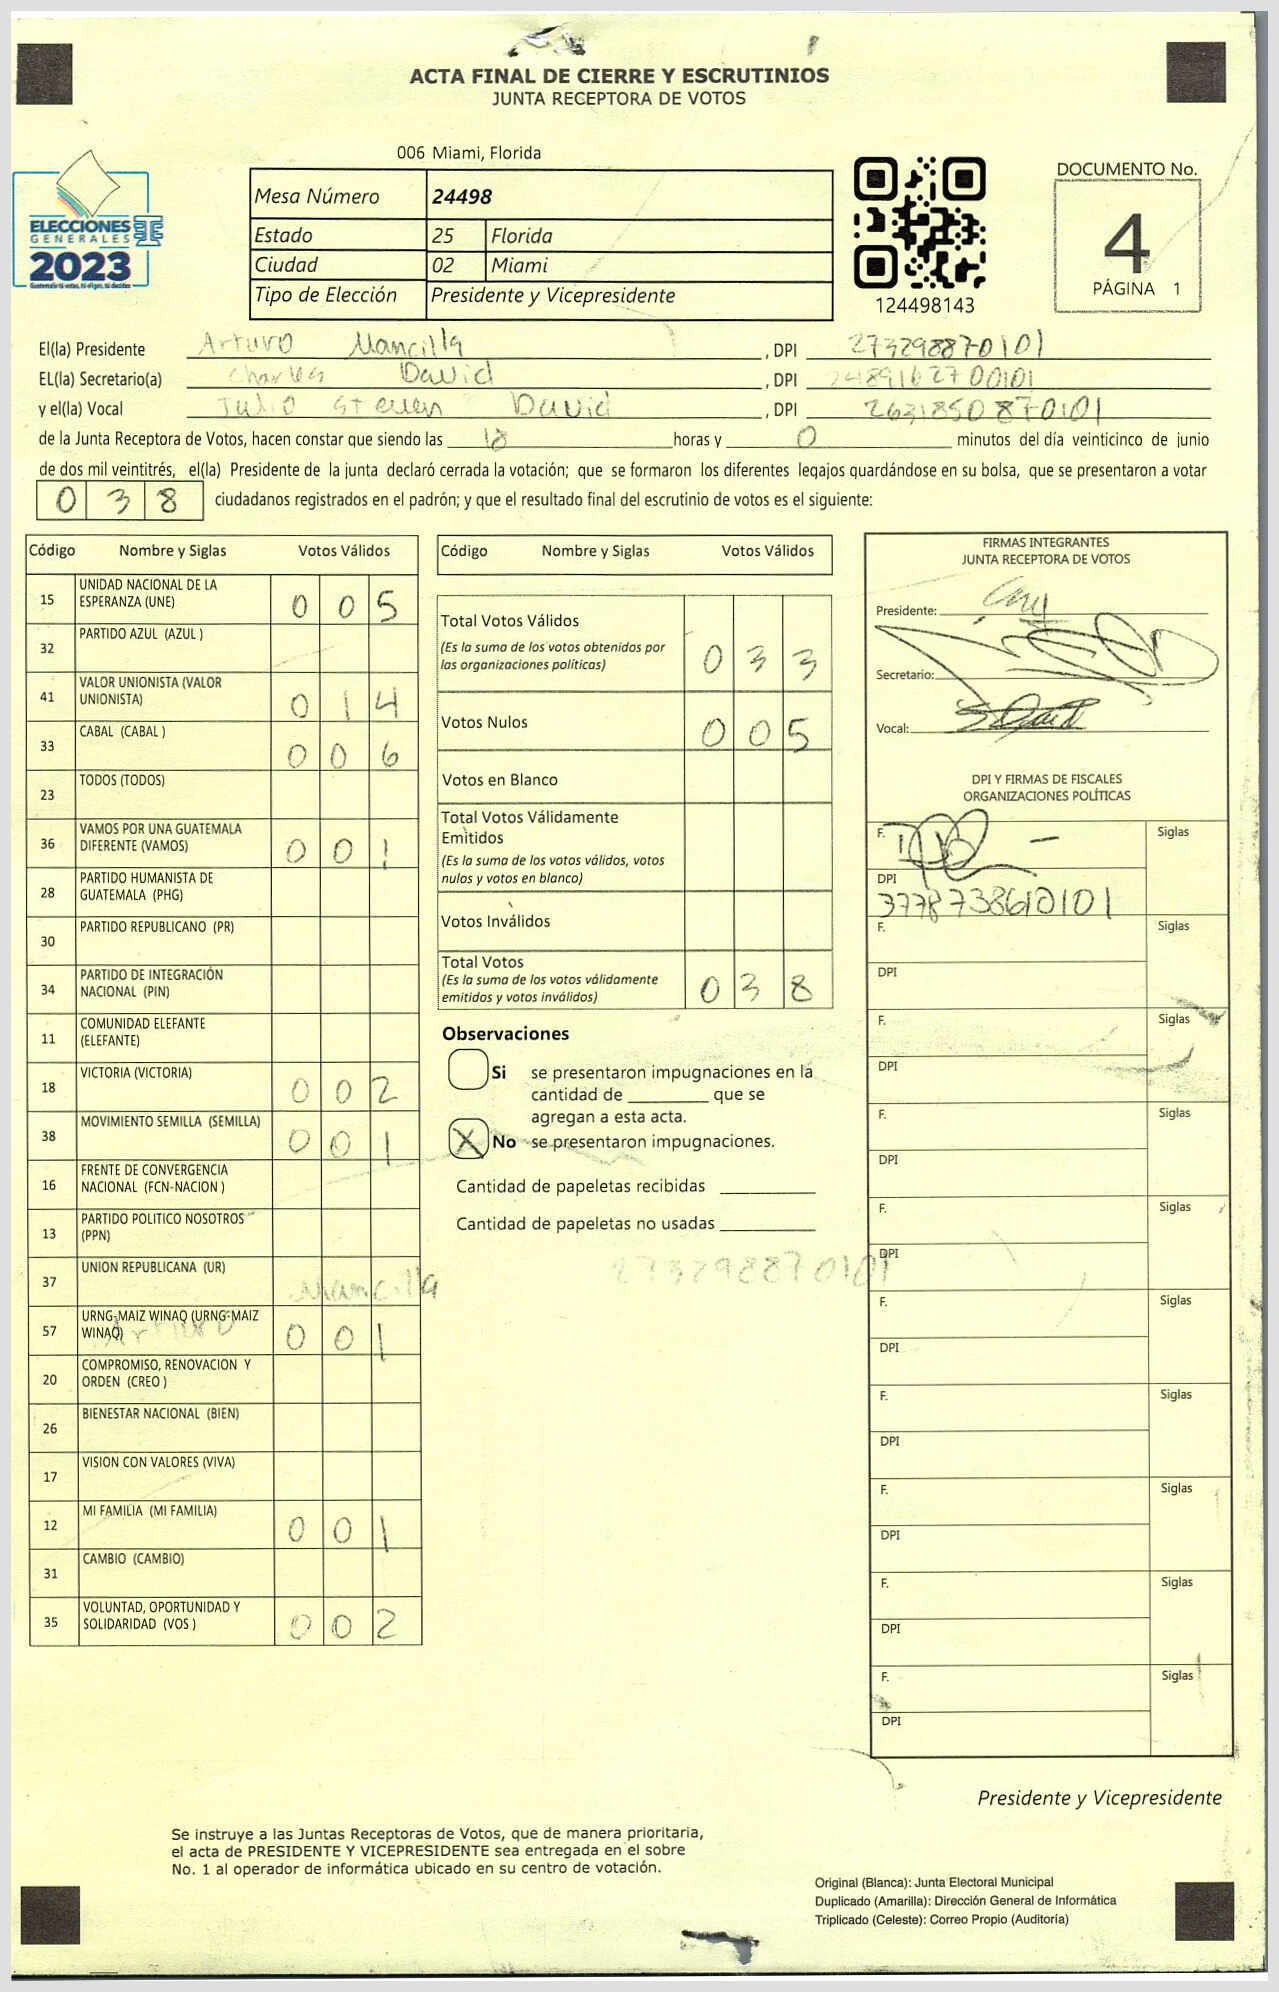 ACTA FINAL DE CIERRE Y ESCRUTINIOS
JUNTA RECEPTORA DE VOTOS
006 Miami, Florida
Mesa Número 24498
Estado 25 Florida
Ciudad 02 Miami
Tipo de Elección Presidente y Vicepresidente
ELECCIONES
GENERALES
2023
Guatemala: tú votas, tú eliges, tú decides
124498143
DOCUMENTO No.
4
PÁGINA 1
El(la) Presidente Arturo Mancilla , DPI 273298870101
EL(la) Secretario(a) Charles David , DPI 2489162700101
y el(la) Vocal Julio Steven David , DPI 2631850870101
de la Junta Receptora de Votos, hacen constar que siendo las 18 horas y 0 minutos del día veinticinco de junio
de dos mil veintitrés, el(la) Presidente de la junta declaró cerrada la votación; que se formaron los diferentes legajos quardándose en su bolsa, que se presentaron a votar
0 3 8 ciudadanos registrados en el padrón; y que el resultado final del escrutinio de votos es el siguiente:
Código Nombre y Siglas Votos Válidos
15 UNIDAD NACIONAL DE LA ESPERANZA (UNE) 0 0 5
32 PARTIDO AZUL (AZUL )
41 VALOR UNIONISTA (VALOR UNIONISTA) 0 1 4
33 CABAL (CABAL ) 0 0 6
23 TODOS (TODOS)
36 VAMOS POR UNA GUATEMALA DIFERENTE (VAMOS) 0 0 1
28 PARTIDO HUMANISTA DE GUATEMALA (PHG)
30 PARTIDO REPUBLICANO (PR)
34 PARTIDO DE INTEGRACIÓN NACIONAL (PIN)
11 COMUNIDAD ELEFANTE (ELEFANTE)
18 VICTORIA (VICTORIA) 0 0 2
38 MOVIMIENTO SEMILLA (SEMILLA) 0 0 1
16 FRENTE DE CONVERGENCIA NACIONAL (FCN-NACION )
13 PARTIDO POLITICO NOSOTROS (PPN)
37 UNION REPUBLICANA (UR)
Mancilla 273298870101
57 URNG-MAIZ WINAQ (URNG-MAIZ WINAQ) 0 0 1
Arturo
20 COMPROMISO, RENOVACION Y ORDEN (CREO )
26 BIENESTAR NACIONAL (BIEN)
17 VISION CON VALORES (VIVA)
12 MI FAMILIA (MI FAMILIA) 0 0 1
31 CAMBIO (CAMBIO)
35 VOLUNTAD, OPORTUNIDAD Y SOLIDARIDAD (VOS ) 0 0 2
Código Nombre y Siglas Votos Válidos
Total Votos Válidos
(Es la suma de los votos obtenidos por
las organizaciones políticas) 0 3 3
Votos Nulos 0 0 5
Votos en Blanco
Total Votos Válidamente
Emitidos
(Es la suma de los votos válidos, votos
nulos y votos en blanco)
Votos Inválidos
Total Votos
(Es la suma de los votos válidamente
emitidos y votos inválidos) 0 3 8
Observaciones
Si se presentaron impugnaciones en la
cantidad de ________ que se
agregan a esta acta.
X No se presentaron impugnaciones.
Cantidad de papeletas recibidas
Cantidad de papeletas no usadas
FIRMAS INTEGRANTES
JUNTA RECEPTORA DE VOTOS
Presidente:
Secretario:
Vocal:
DPI Y FIRMAS DE FISCALES
ORGANIZACIONES POLÍTICAS
F. Siglas
DPI
3778738610101
F. Siglas
DPI
F. Siglas
DPI
F. Siglas
DPI
F. Siglas
DPI
F. Siglas
DPI
F. Siglas
DPI
F. Siglas
DPI
F. Siglas
DPI
F. Siglas
DPI
Presidente y Vicepresidente
Se instruye a las Juntas Receptoras de Votos, que de manera prioritaria,
el acta de PRESIDENTE Y VICEPRESIDENTE sea entregada en el sobre
No. 1 al operador de informática ubicado en su centro de votación.
Original (Blanca): Junta Electoral Municipal
Duplicado (Amarilla): Dirección General de Informática
Triplicado (Celeste): Correo Propio (Auditoría)